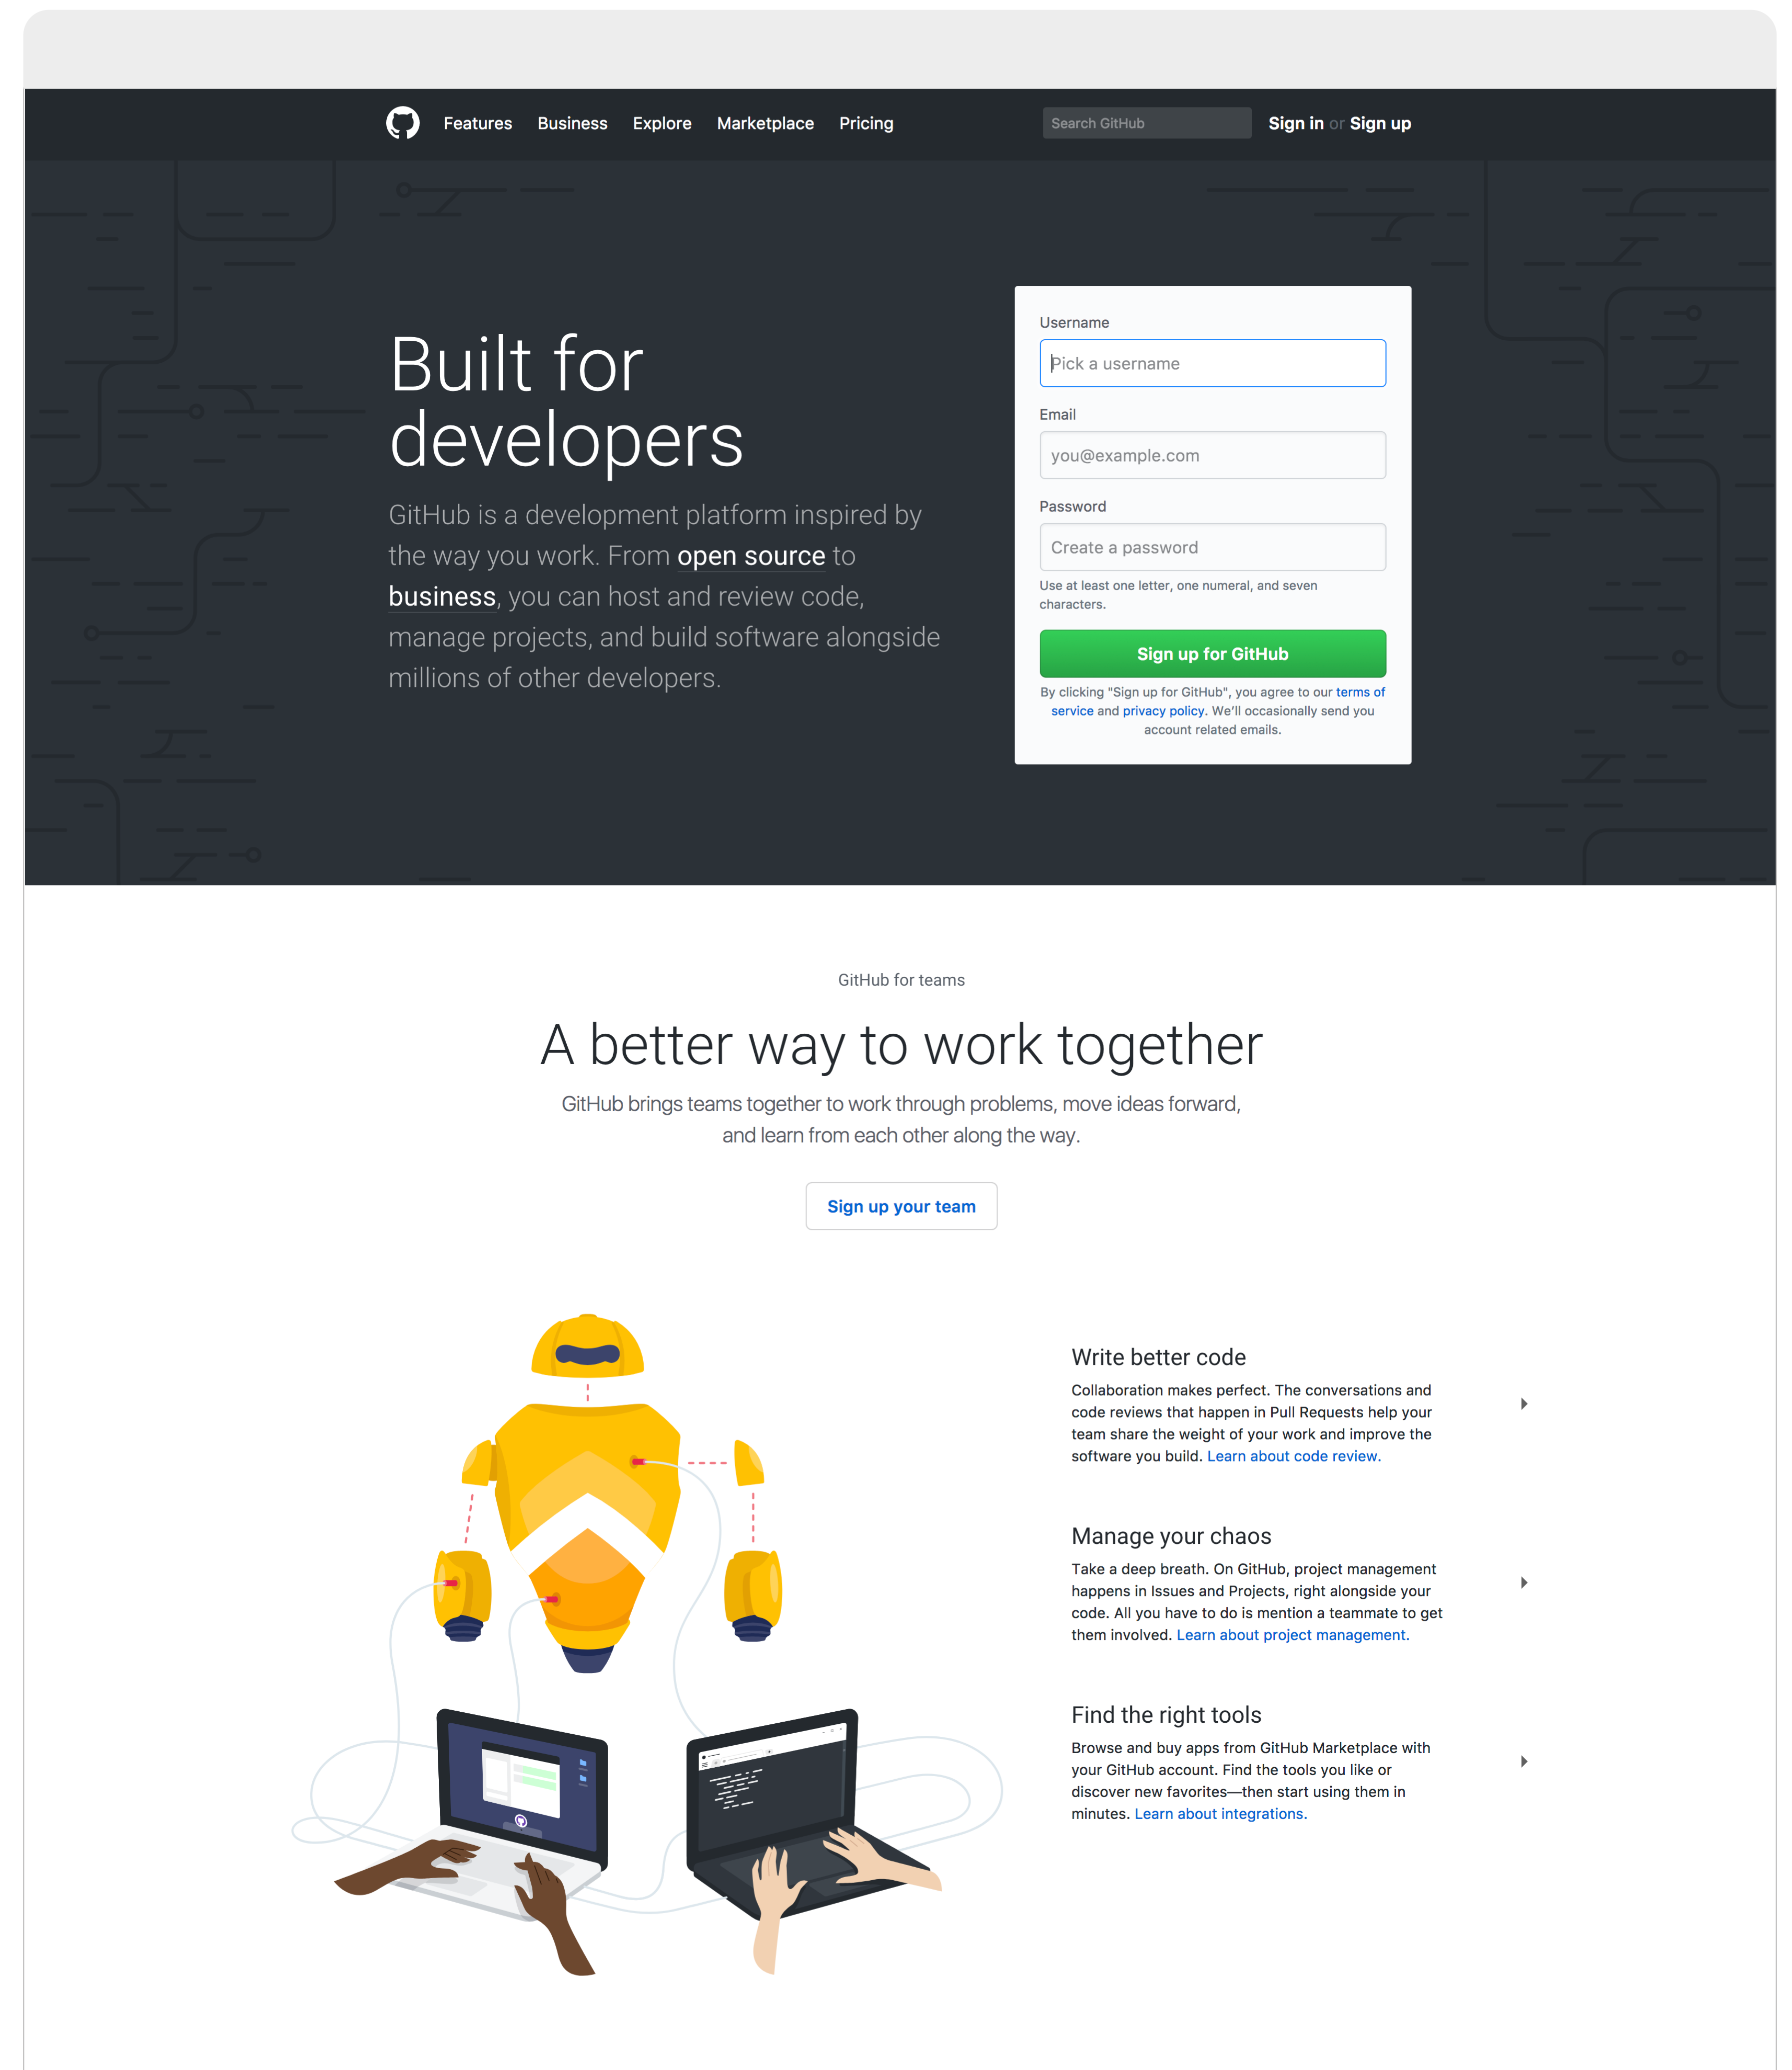 Features Business Explore Marketplace Pricing Search GitHub Sign in or Sign up
Built for
developers
GitHub is a development platform inspired by
the way you work. From open source to
business, you can host and review code,
manage projects, and build software alongside
millions of other developers.
Username
Pick a username
Email
you@example.com
Password
Create a password
Use at least one letter, one numeral, and seven
characters.
Sign up for GitHub
By clicking "Sign up for GitHub", you agree to our terms of
service and privacy policy. We’ll occasionally send you
account related emails.
GitHub for teams
A better way to work together
GitHub brings teams together to work through problems, move ideas forward,
and learn from each other along the way.
Sign up your team
Write better code
Collaboration makes perfect. The conversations and
code reviews that happen in Pull Requests help your
team share the weight of your work and improve the
software you build. Learn about code review.
Manage your chaos
Take a deep breath. On GitHub, project management
happens in Issues and Projects, right alongside your
code. All you have to do is mention a teammate to get
them involved. Learn about project management.
Find the right tools
Browse and buy apps from GitHub Marketplace with
your GitHub account. Find the tools you like or
discover new favorites—then start using them in
minutes. Learn about integrations.